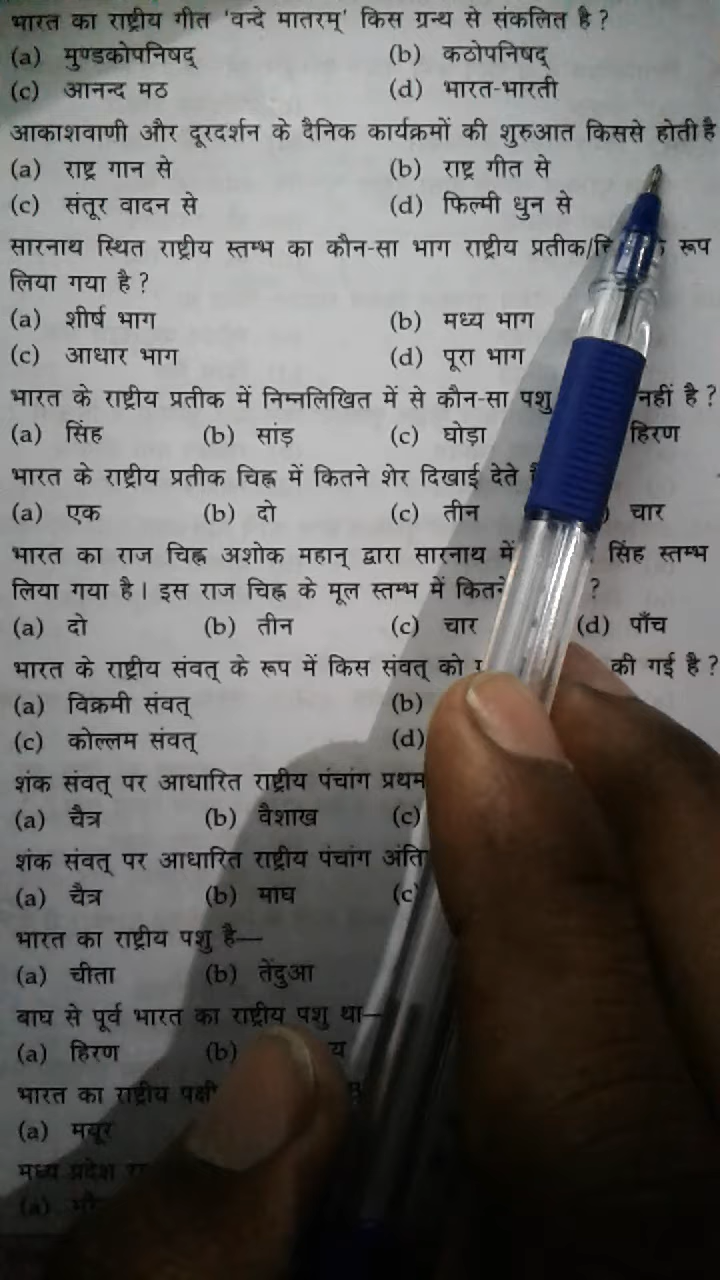 भारत का राष्ट्रीय गीत 'वन्दे मातरम्' किस ग्रन्थ से संकलित है ?
(a) मुण्डकोपनिषद् (b) कठोपनिषद्
(c) आनन्द मठ (d) भारत-भारती
आकाशवाणी और दूरदर्शन के दैनिक कार्यक्रमों की शुरुआत किससे होती है
(a) राष्ट्र गान से (b) राष्ट्र गीत से
(c) संतूर वादन से (d) फिल्मी धुन से
सारनाथ स्थित राष्ट्रीय स्तम्भ का कौन-सा भाग राष्ट्रीय प्रतीक/ रूप
लिया गया है ?
(a) शीर्ष भाग (b) मध्य भाग
(c) आधार भाग (d) पूरा भाग
भारत के राष्ट्रीय प्रतीक में निम्नलिखित में से कौन-सा पशु नहीं है ?
(a) सिंह (b) सांड़ (c) घोड़ा हिरण
भारत के राष्ट्रीय प्रतीक चिह्न में कितने शेर दिखाई देते
(a) एक (b) दो (c) तीन ) चार
भारत का राज चिह्न अशोक महान् द्वारा सारनाथ में सिंह स्तम्भ
लिया गया है। इस राज चिह्न के मूल स्तम्भ में कितने ?
(a) दो (b) तीन (c) चार (d) पाँच
भारत के राष्ट्रीय संवत् के रूप में किस संवत् को की गई है ?
(a) विक्रमी संवत् (b)
(c) कोल्लम संवत् (d)
शंक संवत् पर आधारित राष्ट्रीय पंचांग प्रथम
(a) चैत्र (b) वैशाख (c)
शंक संवत् पर आधारित राष्ट्रीय पंचांग
(a) चैत्र (b) माघ (c)
भारत का राष्ट्रीय पशु है—
(a) चीता (b) तेंदुआ
बाघ से पूर्व भारत का राष्ट्रीय पशु था—
(a) हिरण (b) य
भारत का राष्ट्रीय पक्षी
(a) मयूर
मध्य प्रदेश
(a)